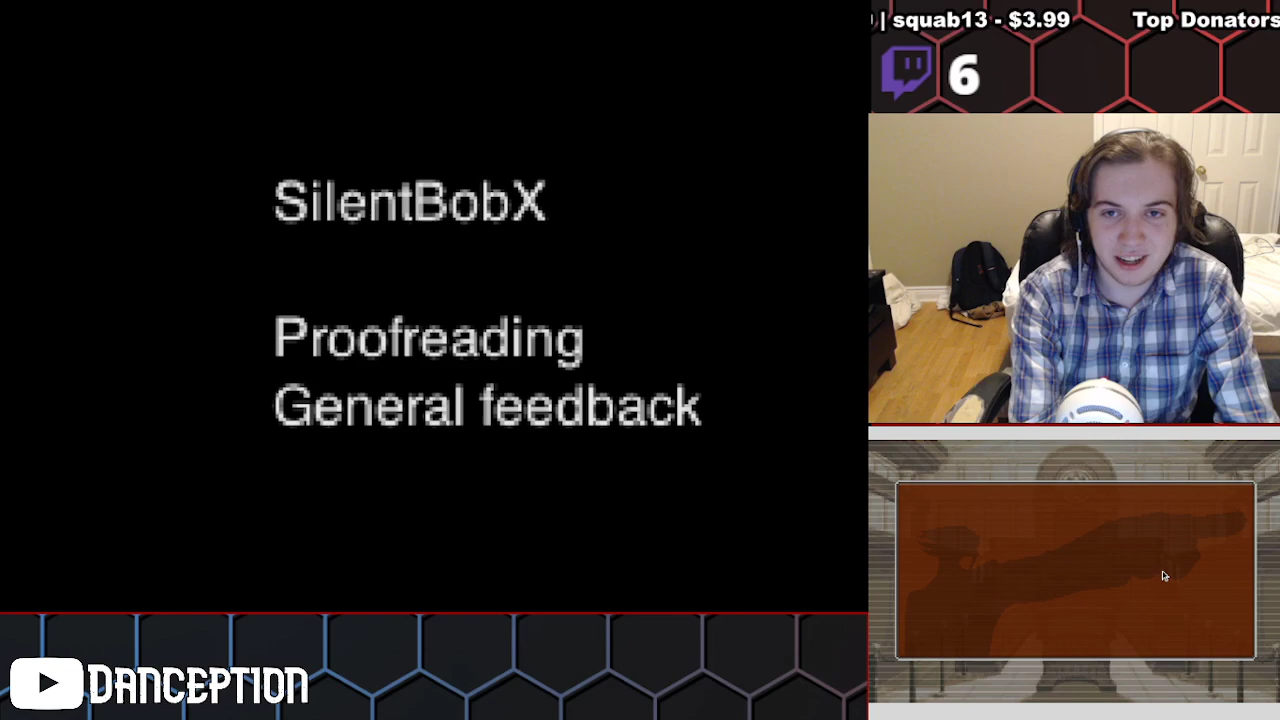 | squab13 - $3.99 Top Donators
6
SilentBobX
Proofreading
General feedback
DANCEPTION